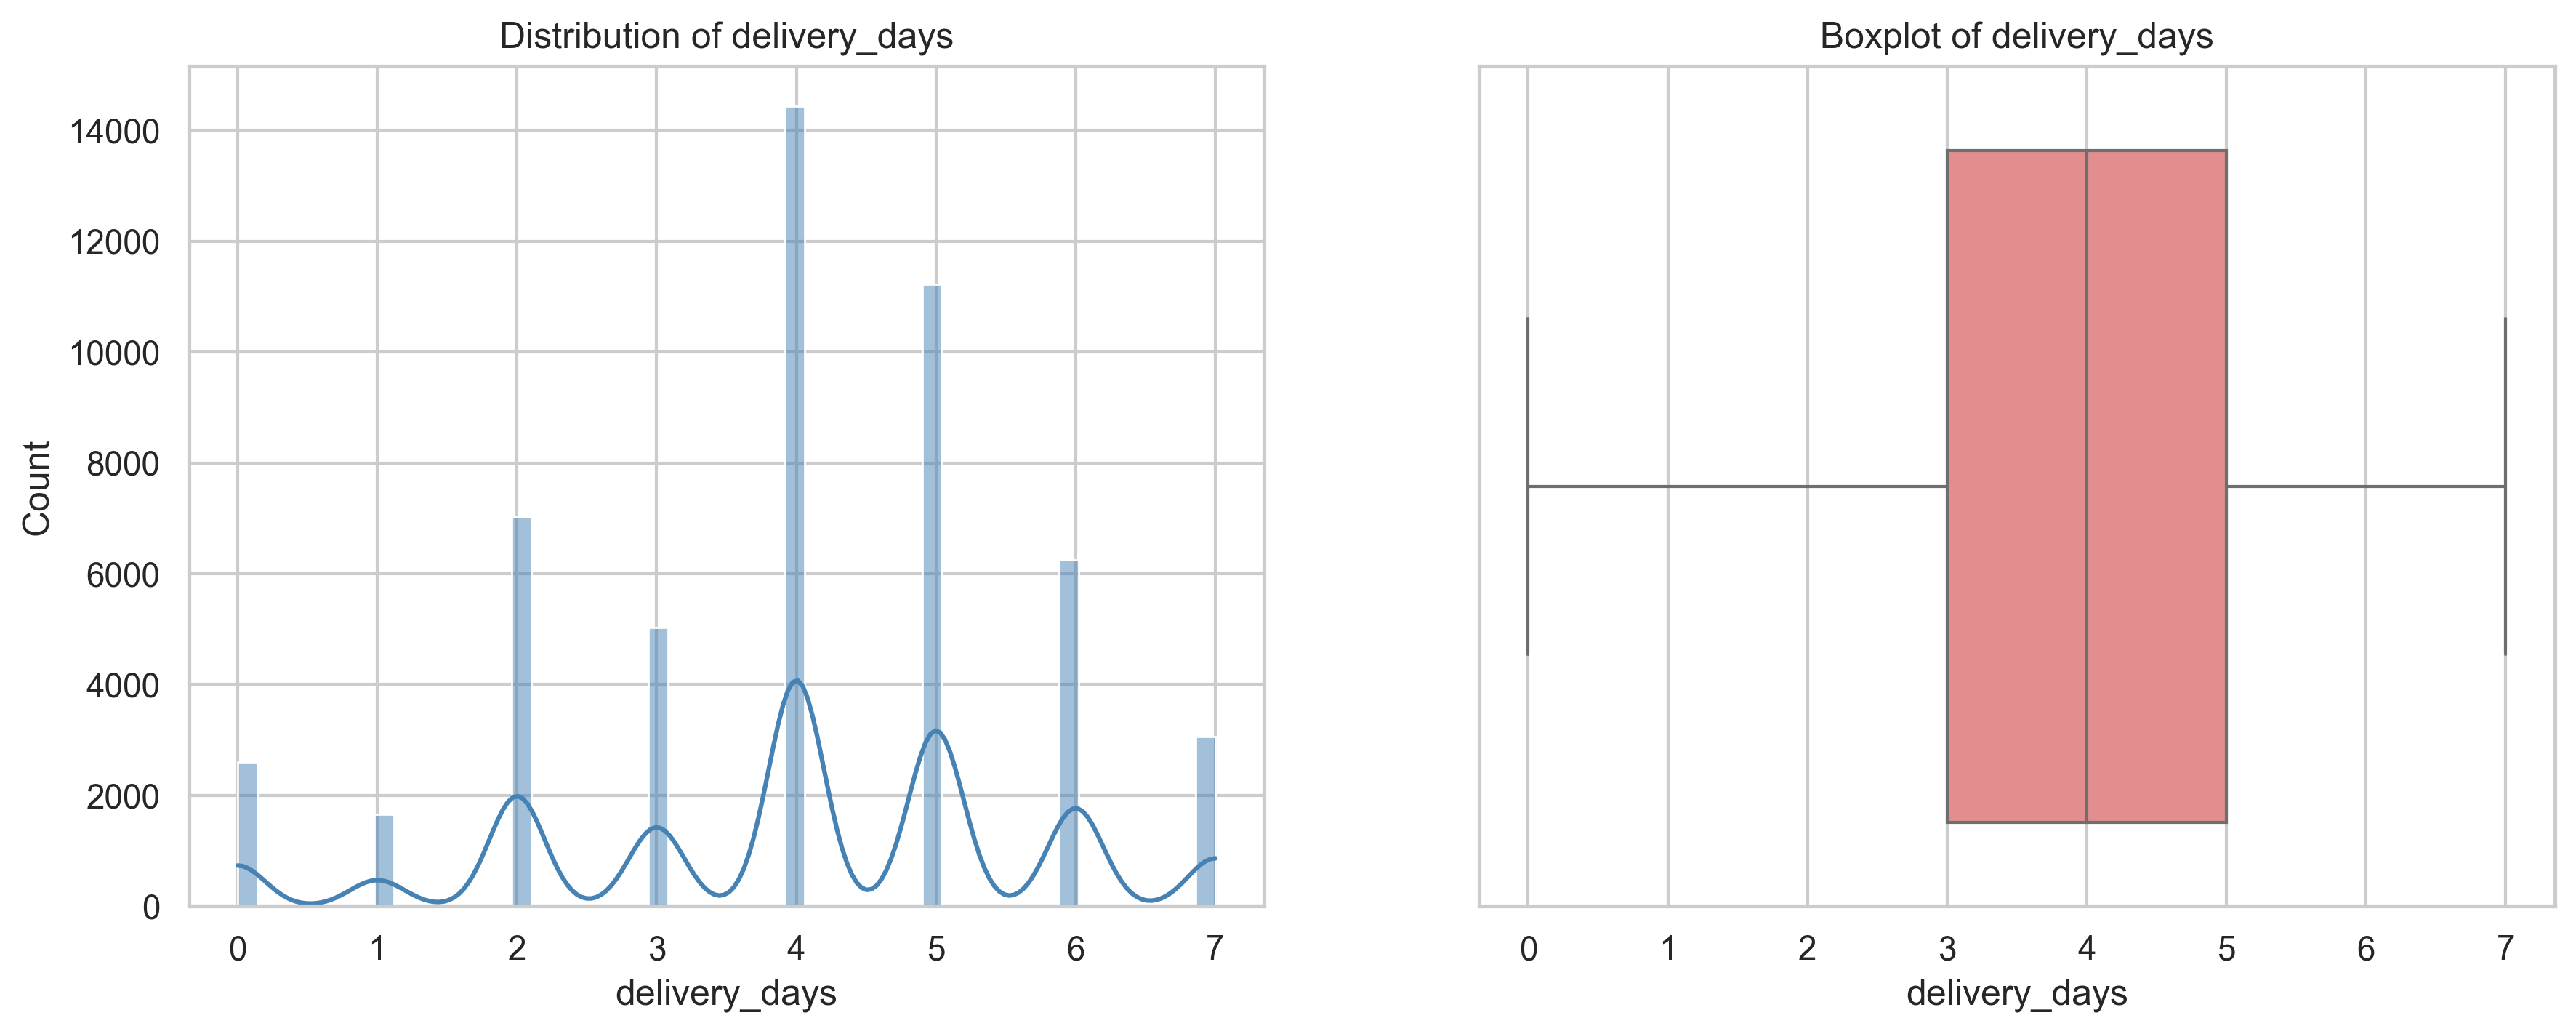 Distribution of delivery_days
Count
14000
12000
10000
8000
6000
4000
2000
0
0 1 2 3 4 5 6 7
delivery_days
Boxplot of delivery_days
0 1 2 3 4 5 6 7
delivery_days